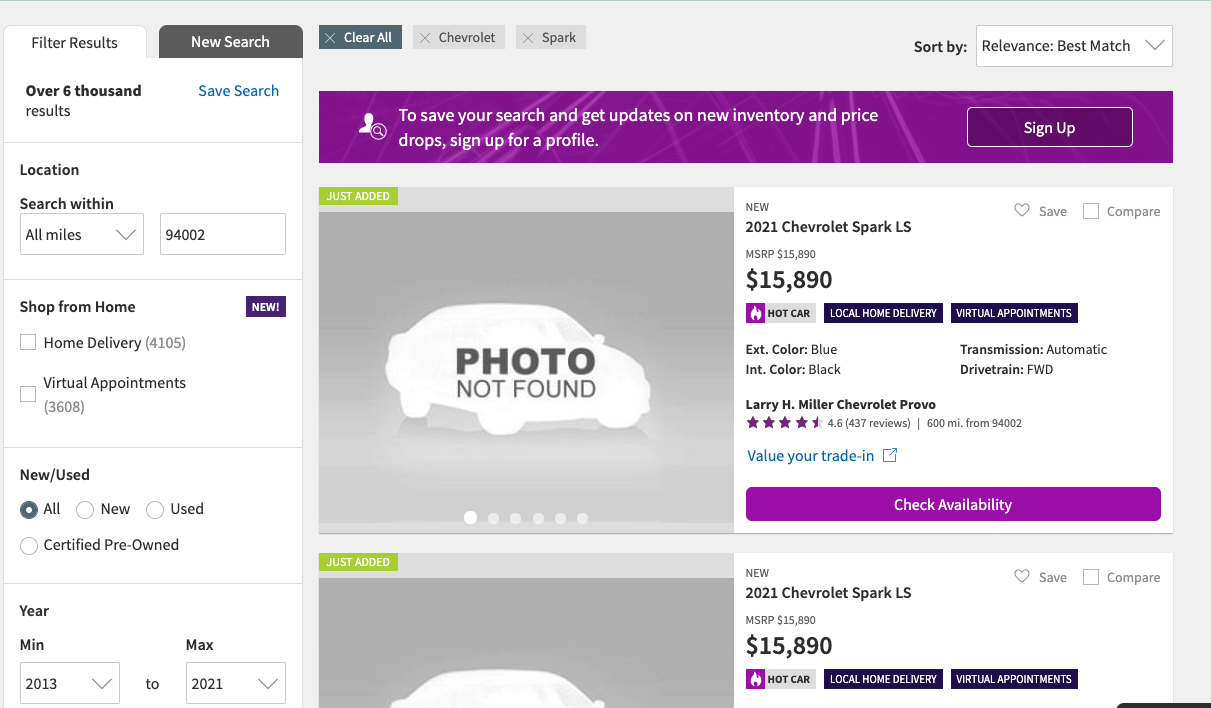 Filter Results
New Search
Over 6 thousand
results
Save Search
Location
Search within
All miles
94002
Shop from Home
NEW!
Home Delivery (4105)
Virtual Appointments
(3608)
New/Used
All
New
Used
Certified Pre-Owned
Year
Min
Max
2013
to
2021
Clear All
Chevrolet
Spark
Sort by:
Relevance: Best Match
To save your search and get updates on new inventory and price
drops, sign up for a profile.
Sign Up
JUST ADDED
PHOTO
NOT FOUND
NEW
Save
Compare
2021 Chevrolet Spark LS
MSRP $15,890
$15,890
HOT CAR
LOCAL HOME DELIVERY
VIRTUAL APPOINTMENTS
Ext. Color: Blue
Transmission: Automatic
Int. Color: Black
Drivetrain: FWD
Larry H. Miller Chevrolet Provo
4.6 (437 reviews) | 600 mi. from 94002
Value your trade-in
Check Availability
JUST ADDED
NEW
Save
Compare
2021 Chevrolet Spark LS
MSRP $15,890
$15,890
HOT CAR
LOCAL HOME DELIVERY
VIRTUAL APPOINTMENTS